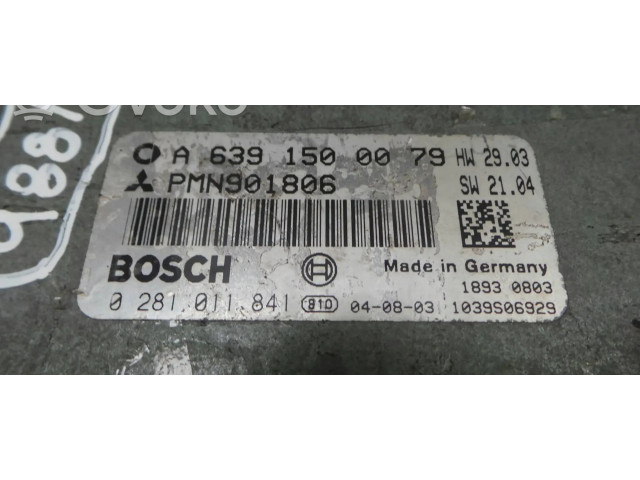 OVOKO
A 639 150 00 79 HW 29.03
PMN901806 SW 21.04
BOSCH Made in Germany
1893 0803
0 281 011 841 810 04-08-03 1039S06929